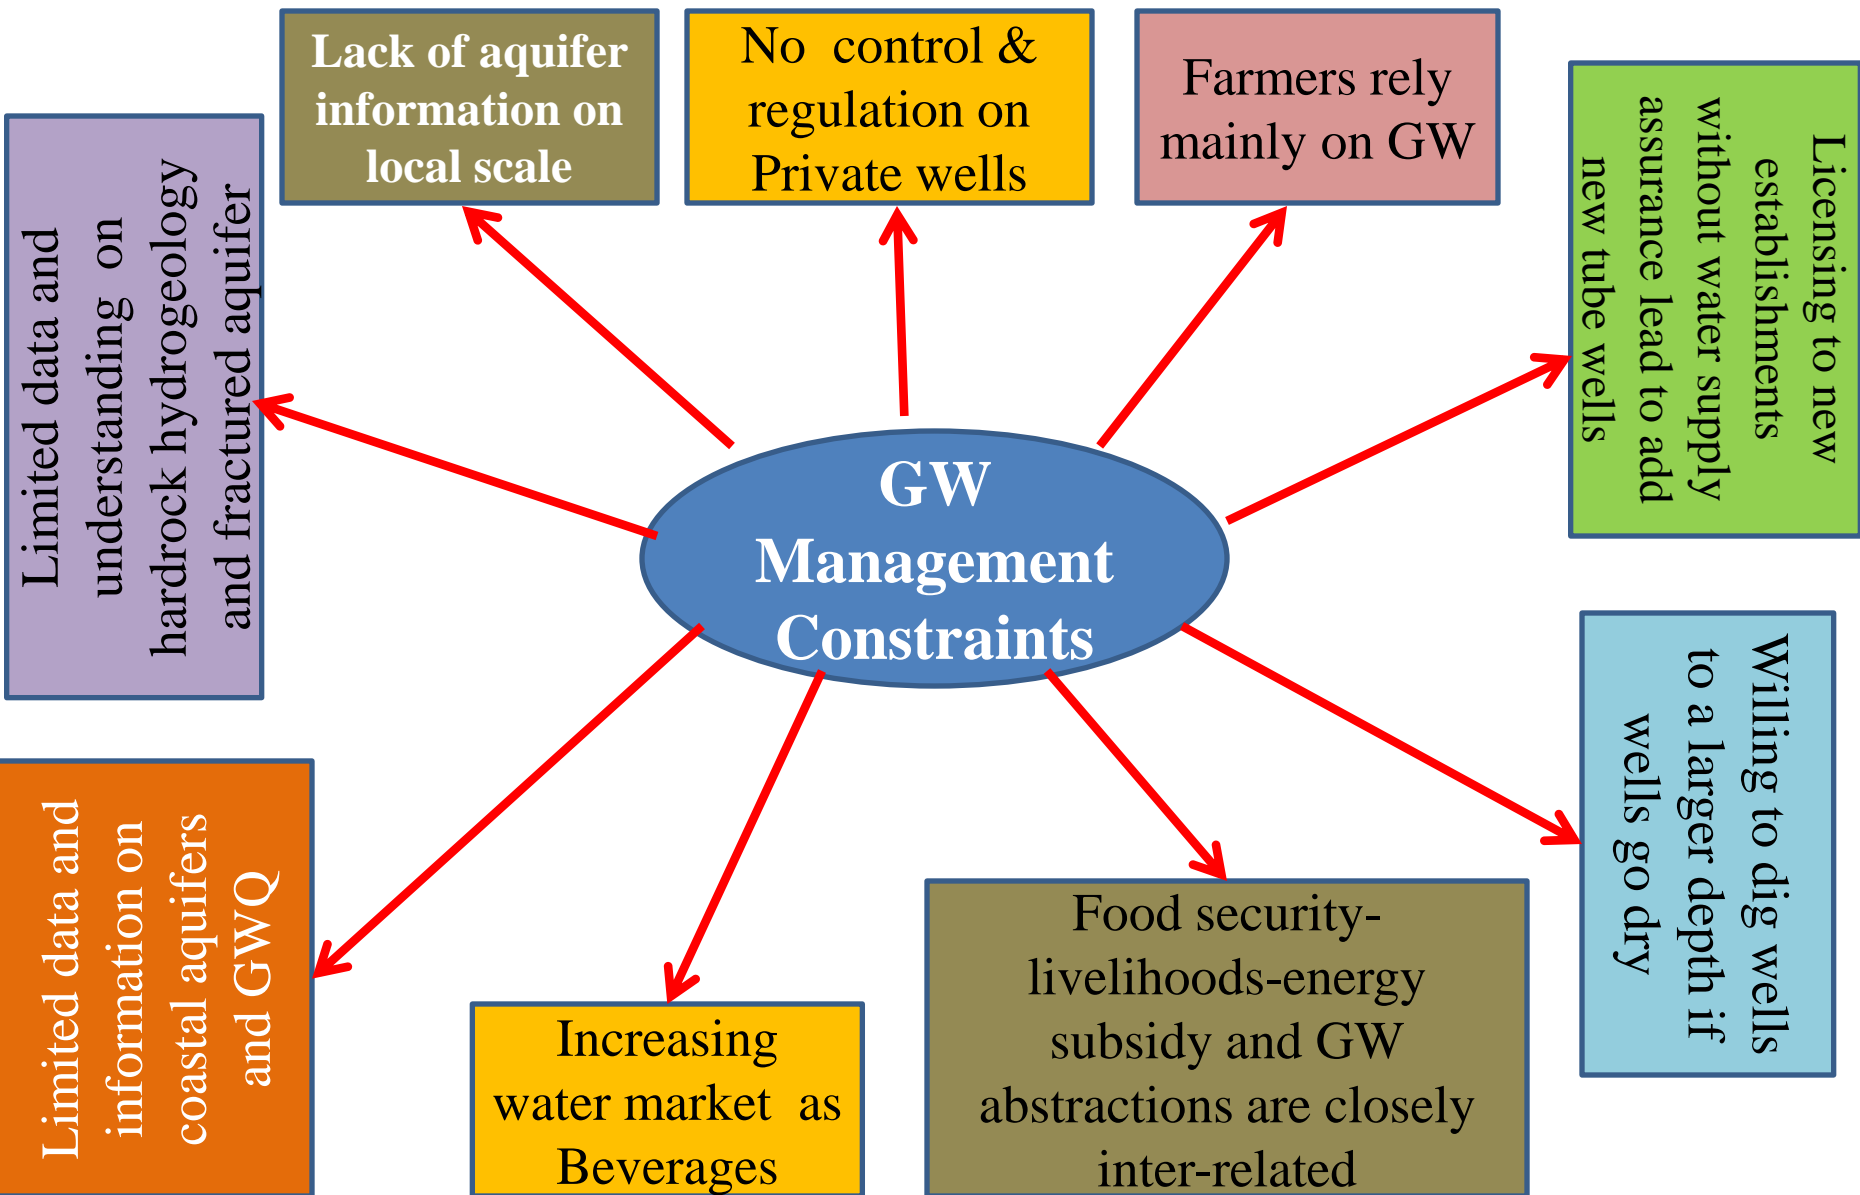 Lack of aquifer
information on
local scale
No control &
regulation on
Private wells
Farmers rely
mainly on GW
Licensing to new
establishments
without water supply
assurance lead to add
new tube wells
Limited data and
understanding on
hardrock hydrogeology
and fractured aquifer
GW
Management
Constraints
Willing to dig wells
to a larger depth if
wells go dry
Limited data and
information on
coastal aquifers
and GWQ
Increasing
water market as
Beverages
Food security-
livelihoods-energy
subsidy and GW
abstractions are closely
inter-related